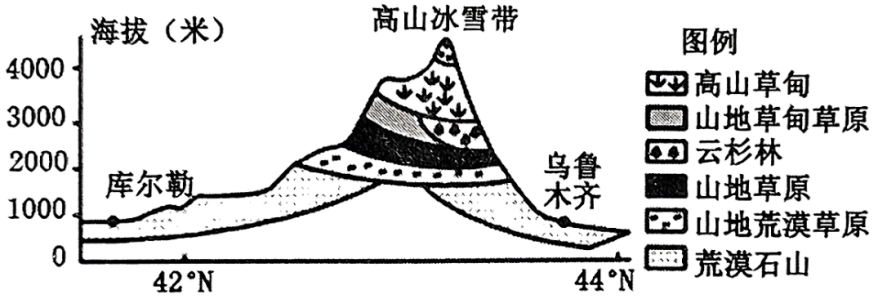 高山冰雪带
海拔（米）
4000
3000
2000
1000
0
库尔勒
乌鲁
木齐
42°N
44°N
图例
高山草甸
山地草甸草原
云杉林
山地草原
山地荒漠草原
荒漠石山